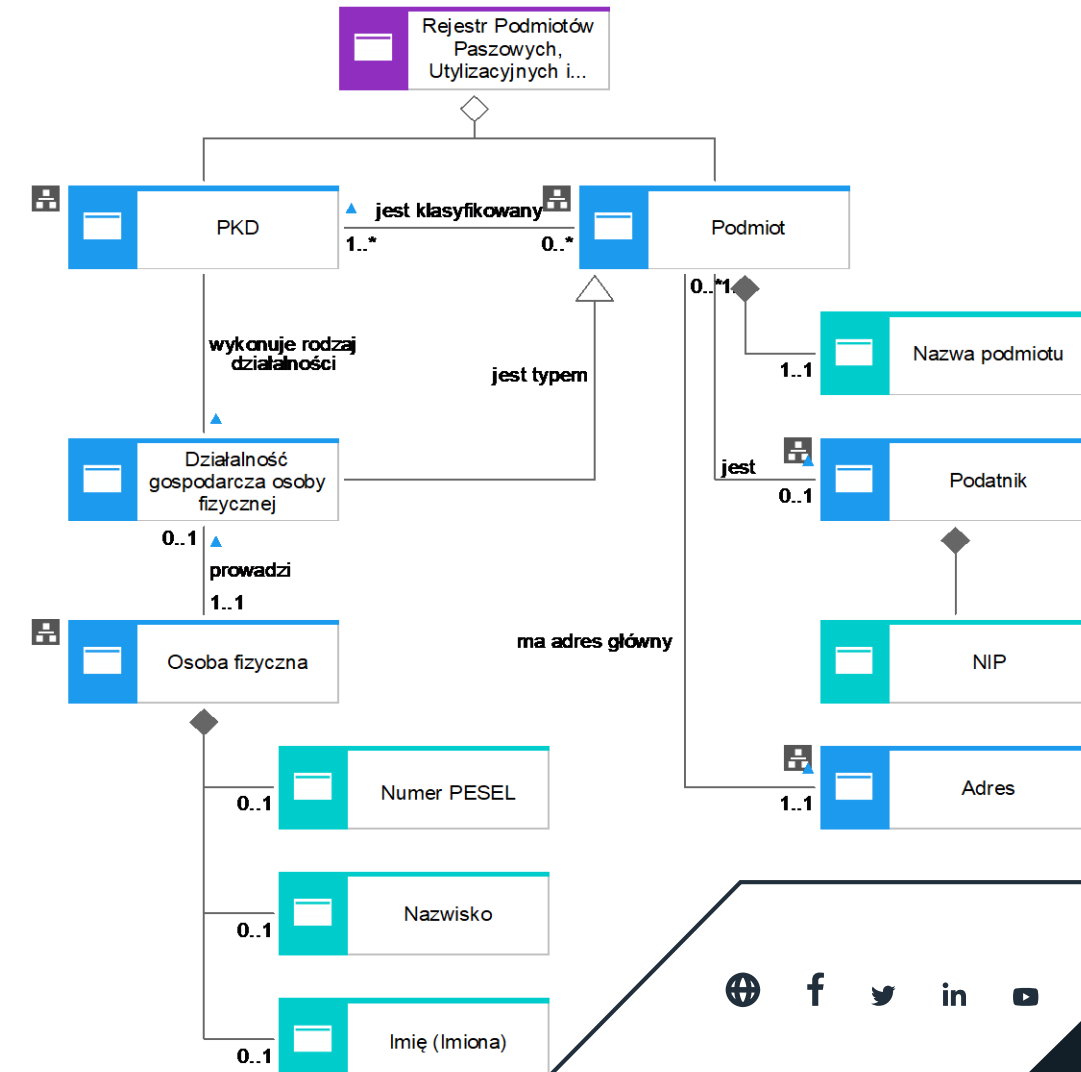 Rejestr Podmiotów
Paszowych,
Utylizacyjnych i...
PKD
jest klasyfikowany
1..*
0..*
Podmiot
0..*1..
wykonuje rodzaj
działalności
jest typem
1..1
Nazwa podmiotu
Działalność
gospodarcza osoby
fizycznej
jest
0..1
Podatnik
0..1
prowadzi
1..1
ma adres główny
Osoba fizyczna
NIP
0..1
Numer PESEL
1..1
Adres
0..1
Nazwisko
0..1
Imię (Imiona)